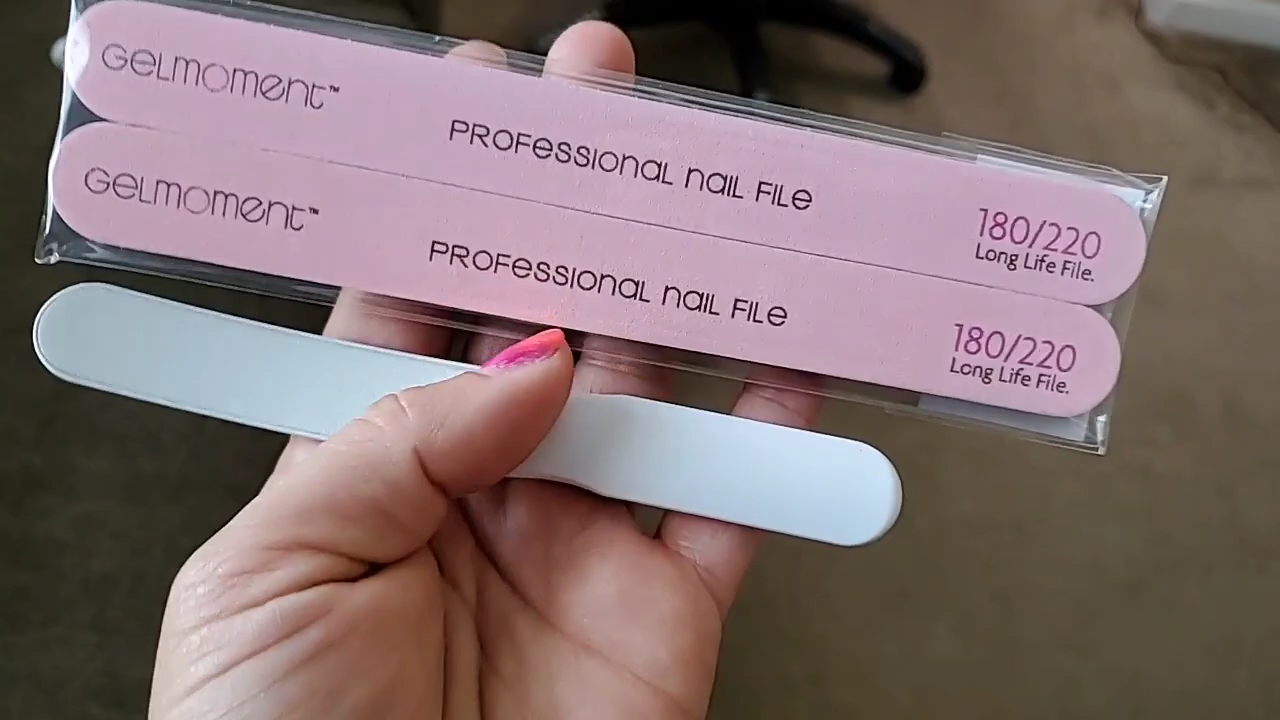 GELMOMENT™
PROFESSIONAL NAIL FILE
180/220
Long Life File.
GELMOMENT™
PROFESSIONAL NAIL FILE
180/220
Long Life File.